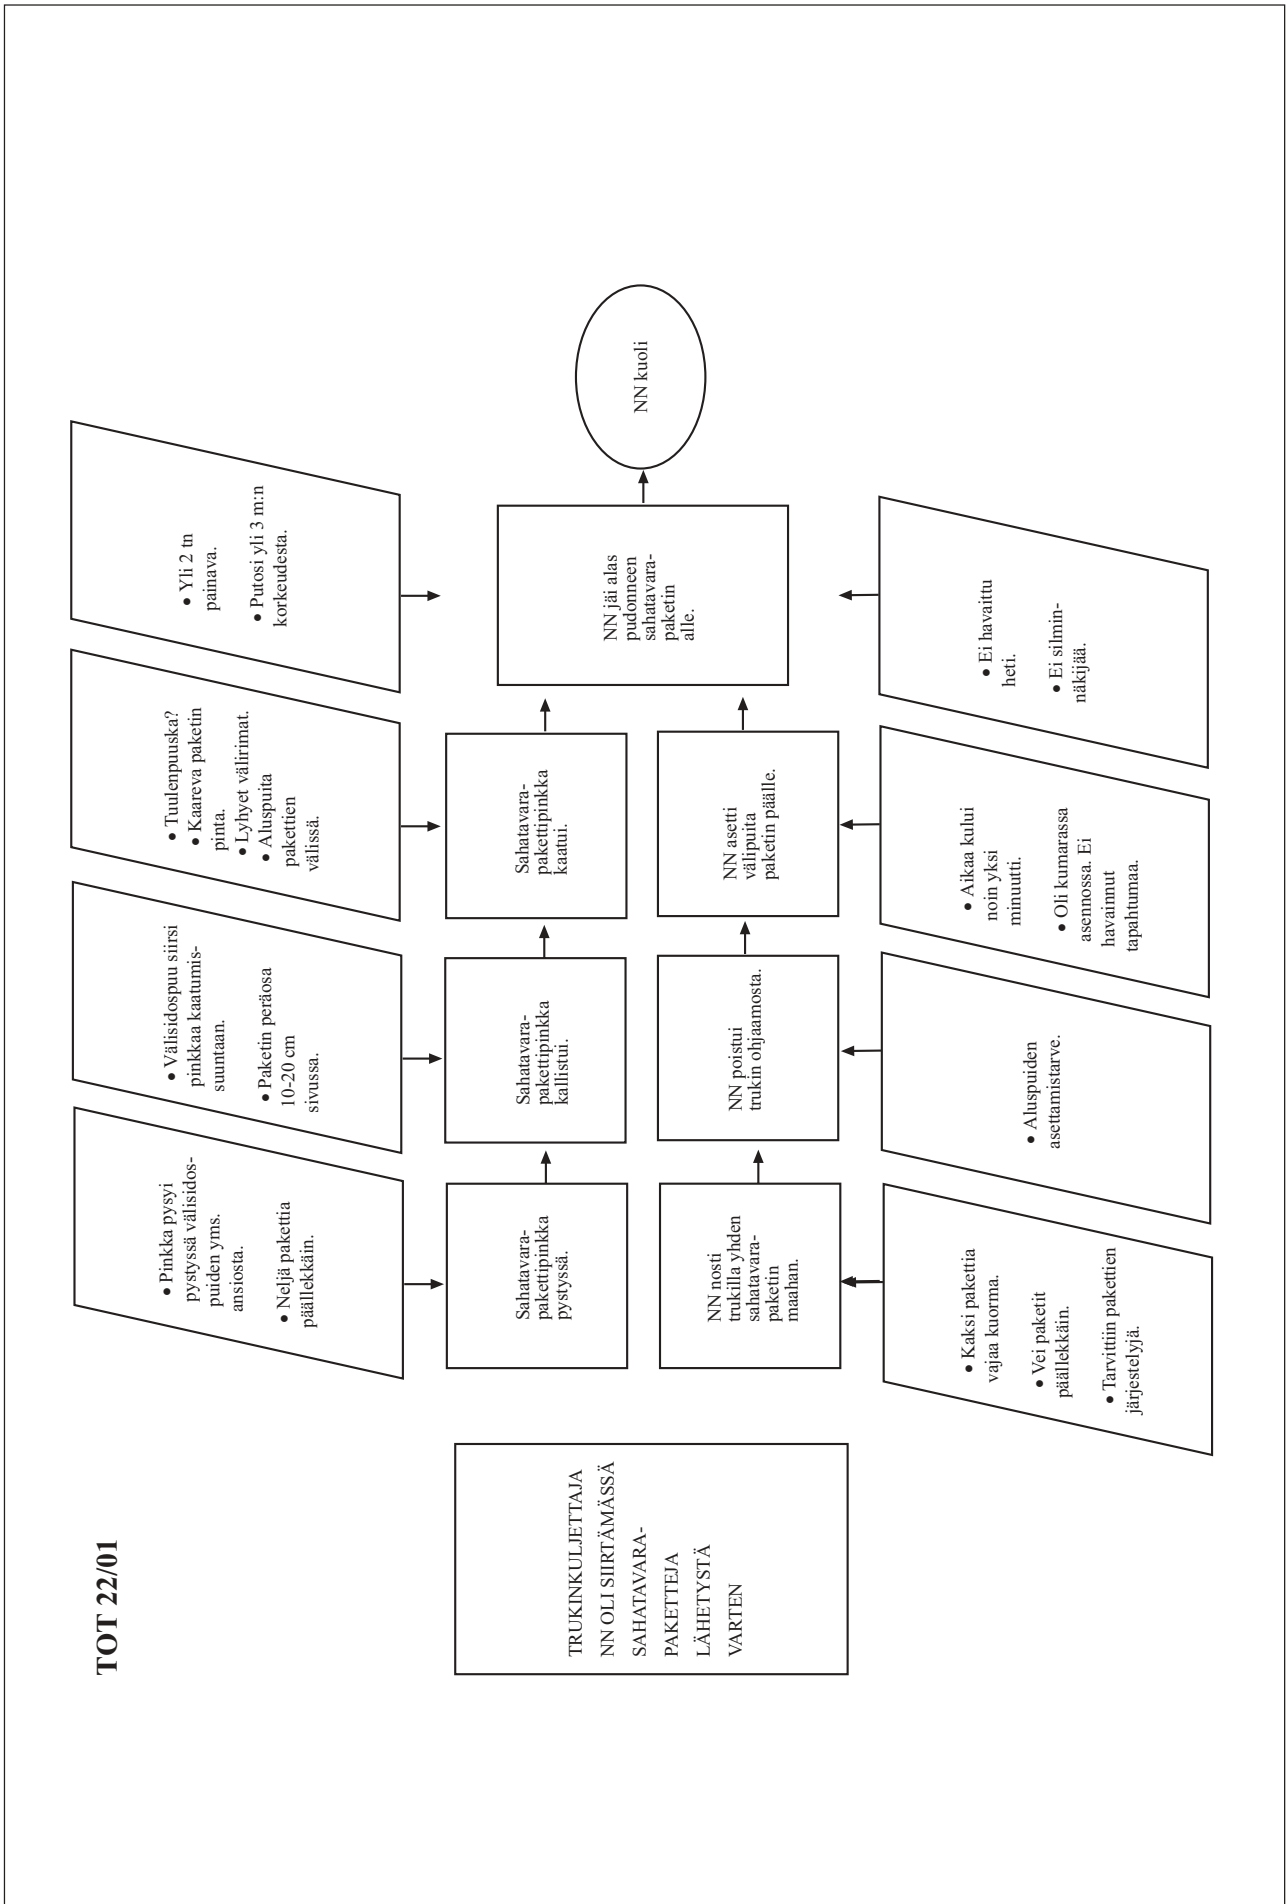 TOT 22/01
TRUKINKULJETTAJA
NN OLI SIIRTÄMÄSSÄ
SAHATAVARA-
PAKETTEJA
LÄHETYSTÄ
VARTEN
• Pinkka pysyi
pystyssä välisidos-
puiden yms.
ansiosta.
• Neljä pakettia
päällekkäin.
• Välisidospuu siirsi
pinkkaa kaatumis-
suuntaan.
• Paketin peräosa
10-20 cm
sivussa.
• Tuulenpuuska?
• Kaareva paketin
pinta.
• Lyhyet välirimat.
• Aluspuita
pakettien
välissä.
• Yli 2 tn
painava.
• Putosi yli 3 m:n
korkeudesta.
Sahatavara-
pakettipinkka
pystyssä.
Sahatavara-
pakettipinkka
kallistui.
Sahatavara-
pakettipinkka
kaatui.
NN jäi alas
pudonneen
sahatavara-
paketin
alle.
NN kuoli
NN nosti
trukilla yhden
sahatavara-
paketin
maahan.
NN poistui
trukin ohjaamosta.
NN asetti
välipuita
paketin päälle.
• Kaksi pakettia
vajaa kuorma.
• Vei paketit
päällekkäin.
• Tarvittiin pakettien
järjestelyjä.
• Aluspuiden
asettamistarve.
• Aikaa kului
noin yksi
minuutti.
• Oli kumarassa
asennossa. Ei
havainnut
tapahtumaa.
• Ei havaittu
heti.
• Ei silmin-
näkijää.